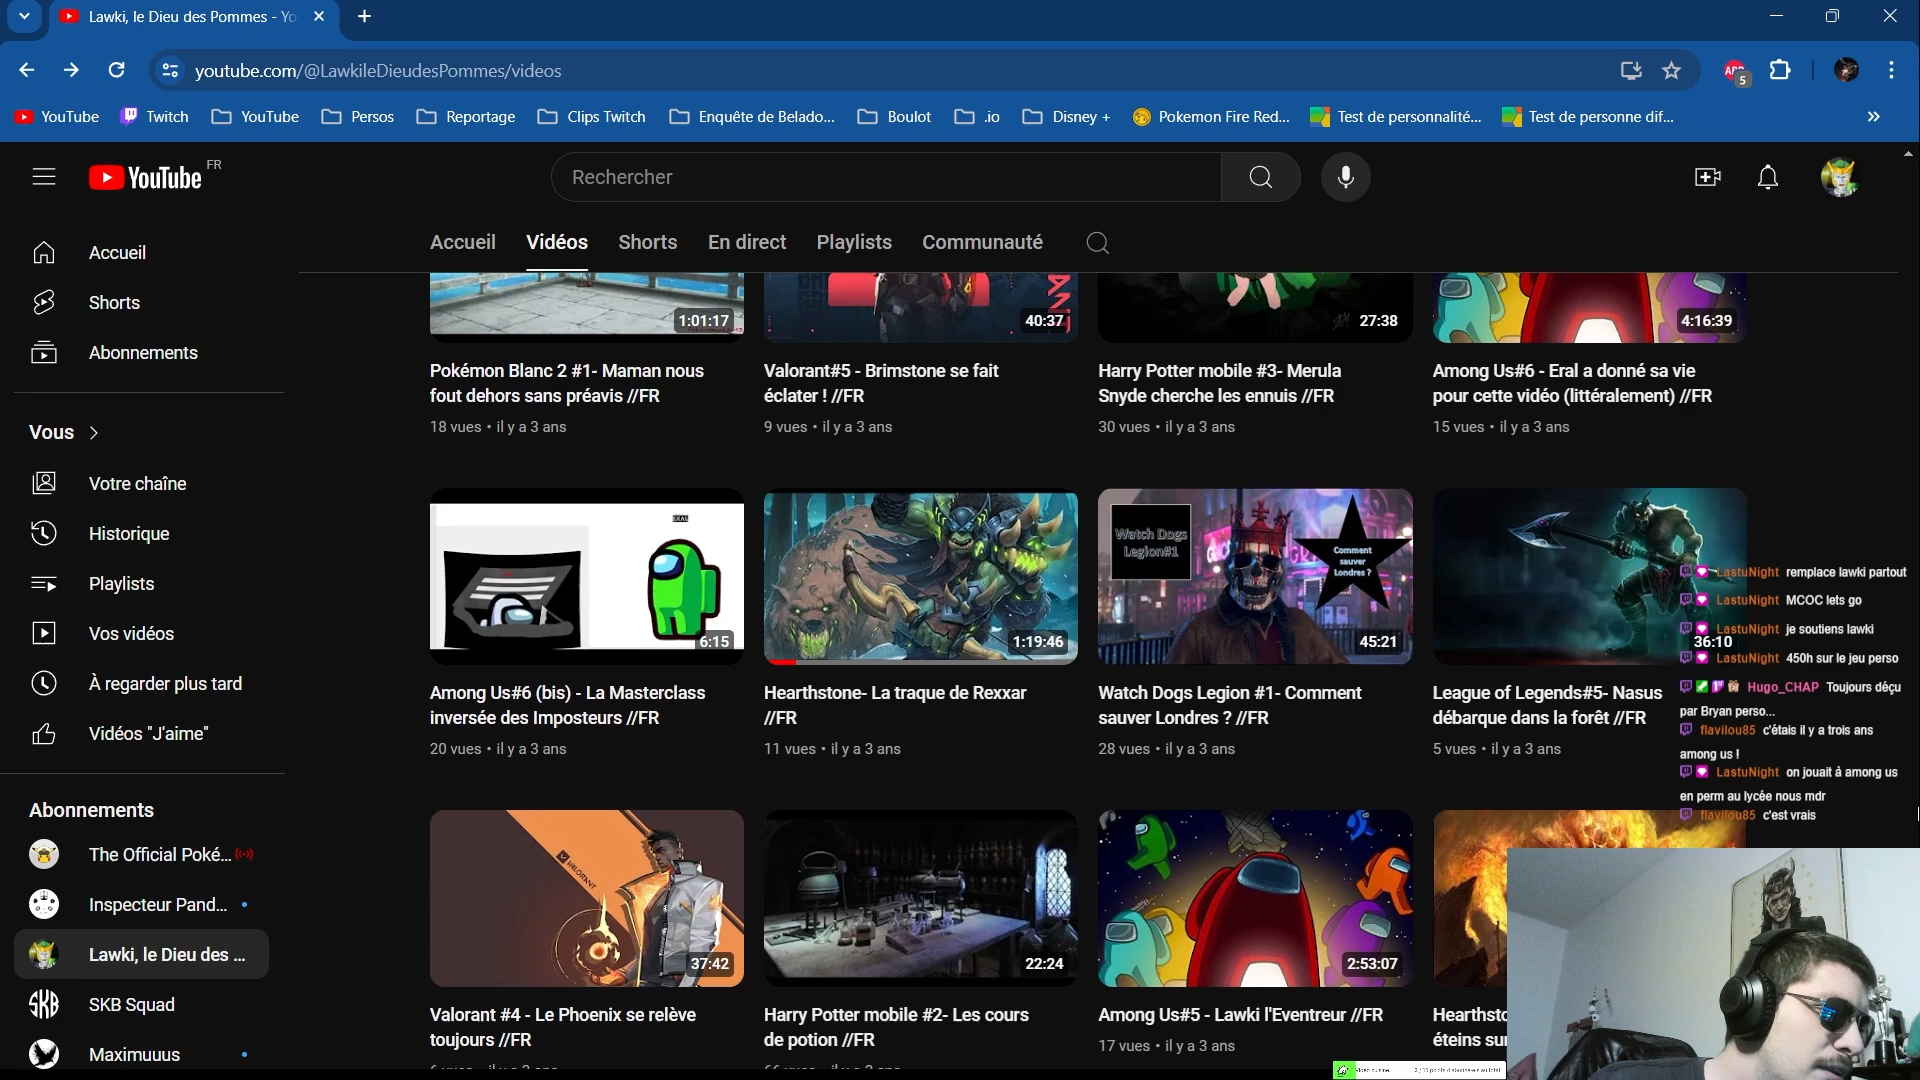 Lawki, le Dieu des Pommes - Yo
youtube.com/@LawkileDieudesPommes/videos
ABP
5
YouTube
Twitch
YouTube
Persos
Reportage
Clips Twitch
Enquête de Belado...
Boulot
.io
Disney +
Pokemon Fire Red...
Test de personnalité...
Test de personne dif...
YouTube FR
Rechercher
Accueil
Vidéos
Shorts
En direct
Playlists
Communauté
Accueil
Shorts
Abonnements
Vous
Votre chaîne
Historique
Playlists
Vos vidéos
À regarder plus tard
Vidéos "J'aime"
Abonnements
The Official Poké...
Inspecteur Pand...
Lawki, le Dieu des ...
SKB
SKB Squad
Maximuuus
1:01:17
Pokémon Blanc 2 #1- Maman nous
fout dehors sans préavis //FR
18 vues • il y a 3 ans
40:37
Valorant#5 - Brimstone se fait
éclater ! //FR
9 vues • il y a 3 ans
27:38
Harry Potter mobile #3- Merula
Snyde cherche les ennuis //FR
30 vues • il y a 3 ans
4:16:39
Among Us#6 - Eral a donné sa vie
pour cette vidéo (littéralement) //FR
15 vues • il y a 3 ans
ERAL
6:15
Among Us#6 (bis) - La Masterclass
inversée des Imposteurs //FR
20 vues • il y a 3 ans
1:19:46
Hearthstone- La traque de Rexxar
//FR
11 vues • il y a 3 ans
Watch Dogs
Legion#1
Comment
sauver
Londres ?
45:21
Watch Dogs Legion #1- Comment
sauver Londres ? //FR
28 vues • il y a 3 ans
36:10
League of Legends#5- Nasus
débarque dans la forêt //FR
5 vues • il y a 3 ans
VALORANT
37:42
Valorant #4 - Le Phoenix se relève
toujours //FR
22:24
Harry Potter mobile #2- Les cours
de potion //FR
2:53:07
Among Us#5 - Lawki l'Eventreur //FR
17 vues • il y a 3 ans
Hearthsto
éteins sur
LastuNight remplace lawki partout
LastuNight MCOC lets go
LastuNight je soutiens lawki
LastuNight 450h sur le jeu perso
Hugo_CHAP Toujours déçu
par Bryan perso...
flavilou85 c'étais il y a trois ans
among us !
LastuNight on jouait à among us
en perm au lycée nous mdr
flavilou85 c'est vrais